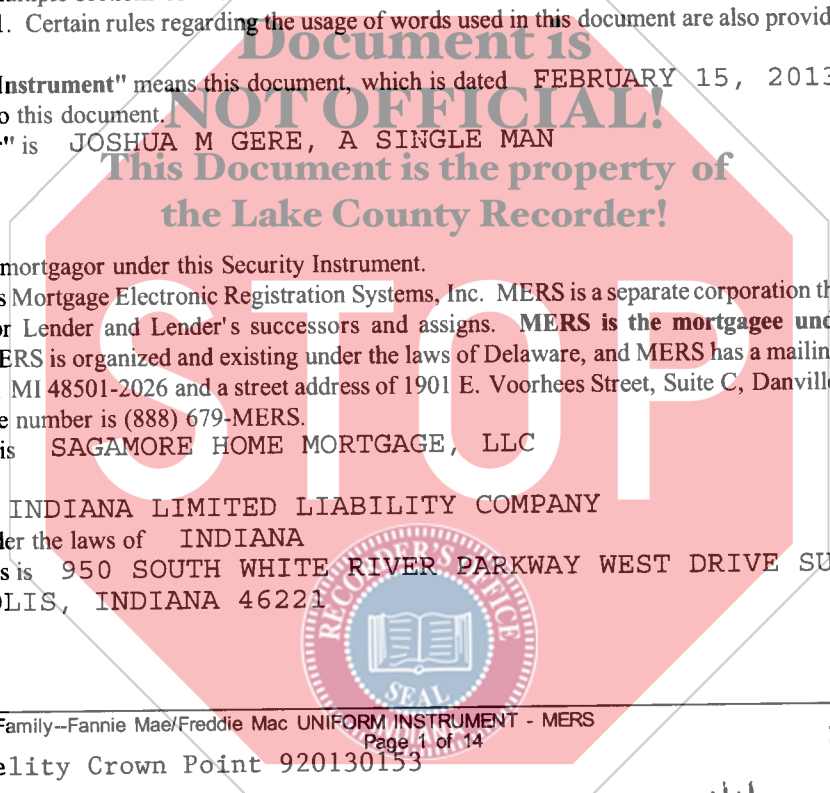 l. Certain rules regarding the usage of words used in this document are also provid
Document is
Instrument" means this document, which is dated FEBRUARY 15, 2013
o this document.
NOT OFFICIAL!
" is JOSHUA M GERE, A SINGLE MAN
This Document is the property of
the Lake County Recorder!
mortgagor under this Security Instrument.
s Mortgage Electronic Registration Systems, Inc. MERS is a separate corporation th
or Lender and Lender's successors and assigns. MERS is the mortgagee und
ERS is organized and existing under the laws of Delaware, and MERS has a mailin
MI 48501-2026 and a street address of 1901 E. Voorhees Street, Suite C, Danville
e number is (888) 679-MERS.
STOP
is SAGAMORE HOME MORTGAGE, LLC
INDIANA LIMITED LIABILITY COMPANY
der the laws of INDIANA
s is 950 SOUTH WHITE RIVER PARKWAY WEST DRIVE SU
OLIS, INDIANA 46221
RECORDER'S OFFICE
SEAL
INDIANA
Family--Fannie Mae/Freddie Mac UNIFORM INSTRUMENT - MERS
Page 1 of 14
elity Crown Point 920130153